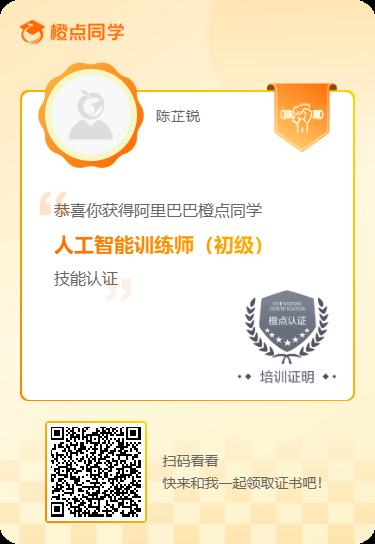 橙点同学
陈芷锐
恭喜你获得阿里巴巴橙点同学
人工智能训练师（初级）
技能认证
CHENGDIAN
CERTIFICATION
橙点认证
培训证明
扫码看看
快来和我一起领取证书吧！